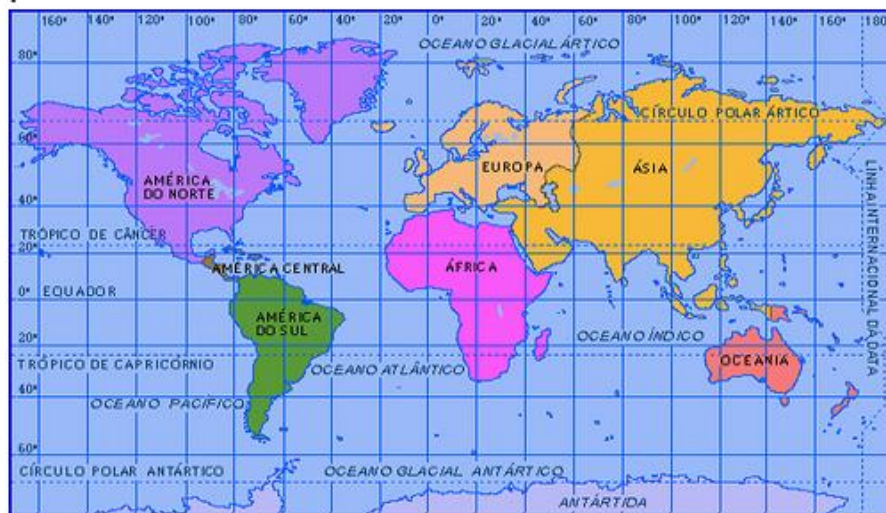 160° 140° 120° 100° 80° 60° 40° 20° 0° 20° 40° 60° 80° 100° 120° 140° 160° 180°
OCEANO GLACIAL ÁRTICO
80°
CÍRCULO POLAR ÁRTICO
60°
EUROPA
ÁSIA
AMÉRICA
DO NORTE
40°
TRÓPICO DE CÂNCER
20°
AMÉRICA CENTRAL
ÁFRICA
0° EQUADOR
AMÉRICA
DO SUL
20°
OCEANO ÍNDICO
LINHA INTERNACIONAL DA DATA
TRÓPICO DE CAPRICÓRNIO
OCEANO ATLÂNTICO
OCEANIA
40°
OCEANO PACÍFICO
60°
CÍRCULO POLAR ANTÁRTICO
OCEANO GLACIAL ANTÁRTICO
ANTÁRTIDA